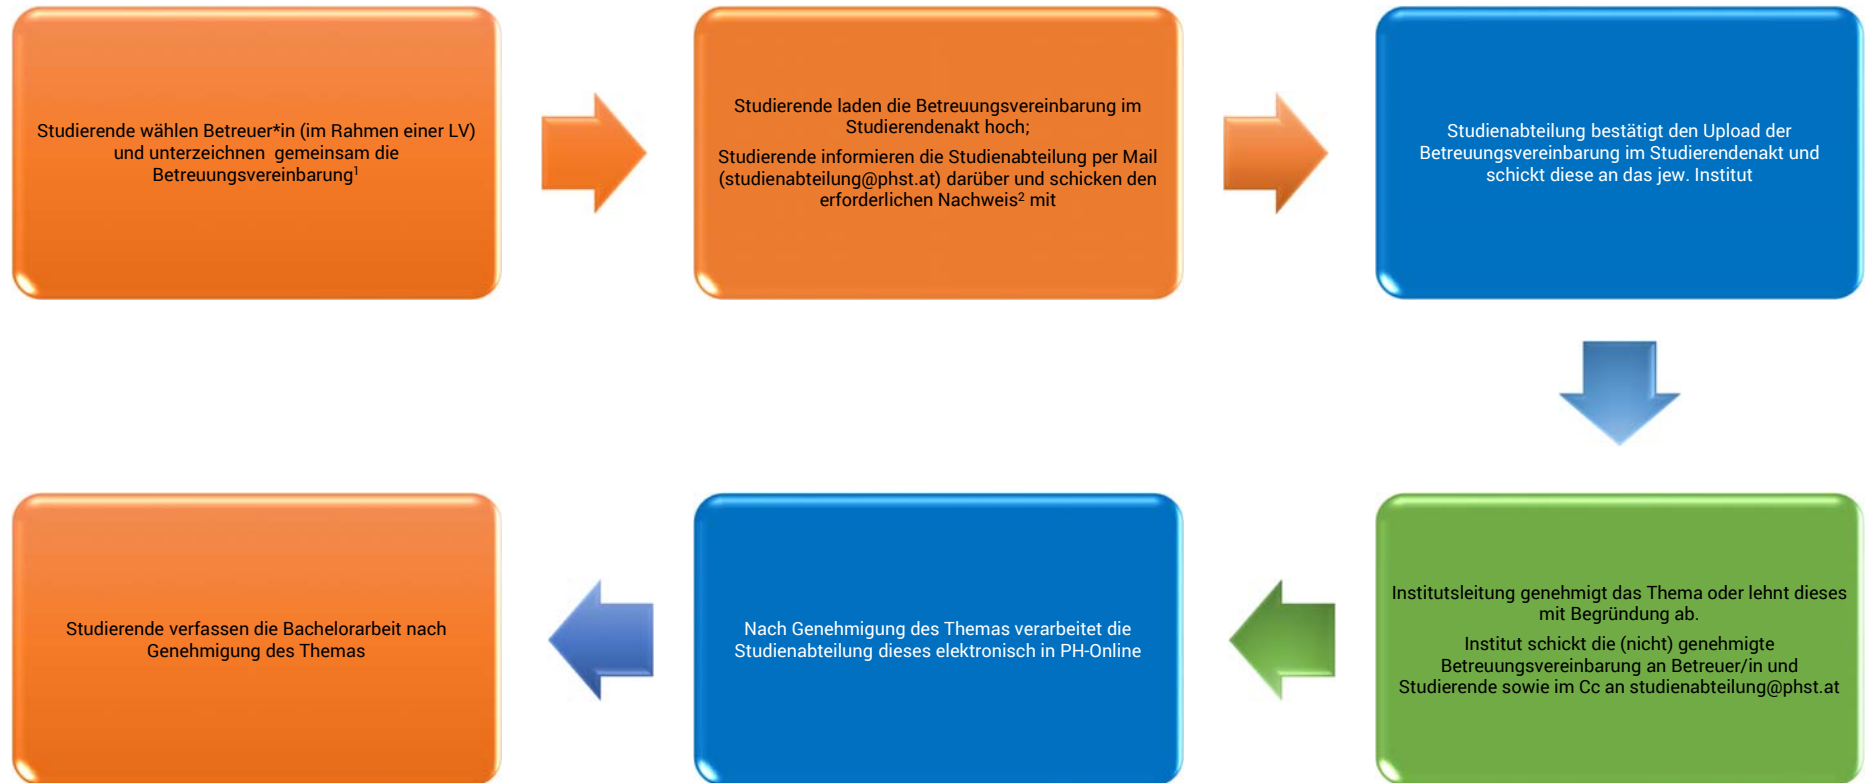 Studierende wählen Betreuer*in (im Rahmen einer LV)
und unterzeichnen gemeinsam die
Betreuungsvereinbarung¹
Studierende laden die Betreuungsvereinbarung im
Studierendenakt hoch;
Studierende informieren die Studienabteilung per Mail
(studienabteilung@phst.at) darüber und schicken den
erforderlichen Nachweis² mit
Studienabteilung bestätigt den Upload der
Betreuungsvereinbarung im Studierendenakt und
schickt diese an das jew. Institut
Institutsleitung genehmigt das Thema oder lehnt dieses
mit Begründung ab.
Institut schickt die (nicht) genehmigte
Betreuungsvereinbarung an Betreuer/in und
Studierende sowie im Cc an studienabteilung@phst.at
Nach Genehmigung des Themas verarbeitet die
Studienabteilung dieses elektronisch in PH-Online
Studierende verfassen die Bachelorarbeit nach
Genehmigung des Themas